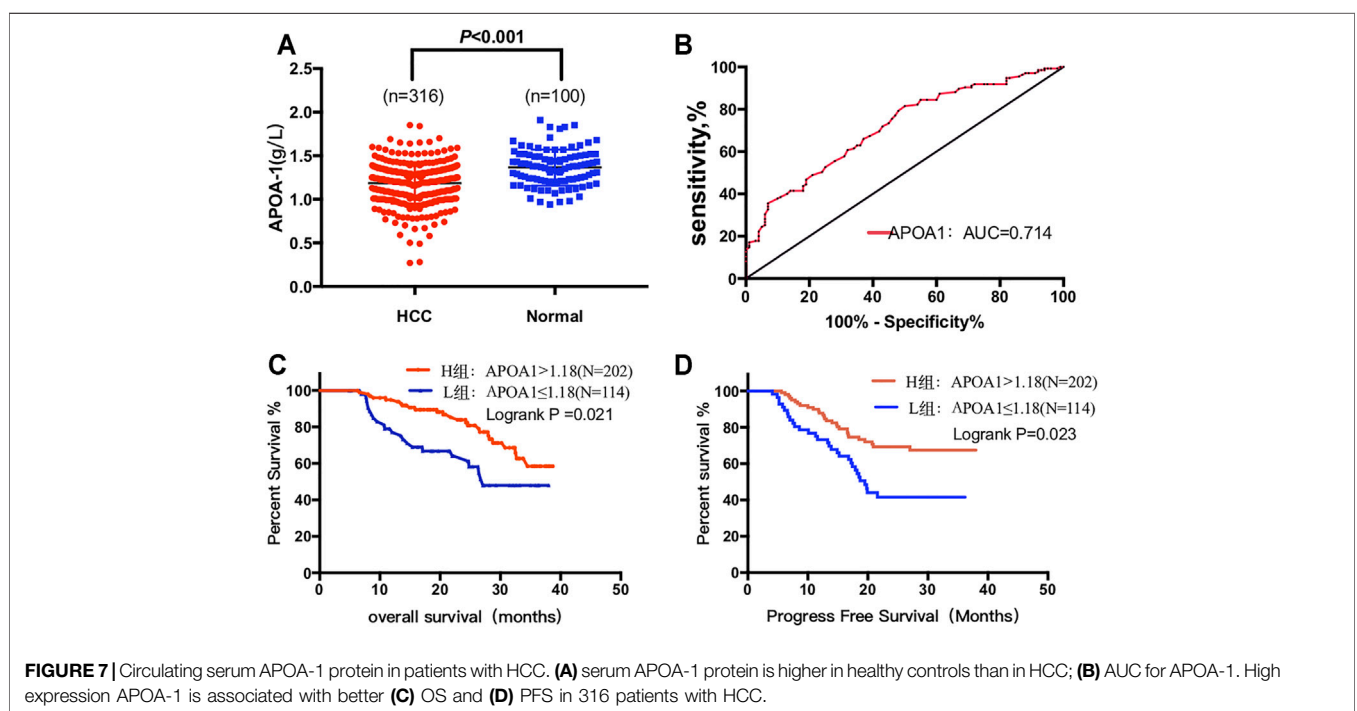 A
P<0.001
2.5
2.0
1.5
1.0
0.5
0.0
APOA-1(g/L)
(n=316)
(n=100)
HCC
Normal
B
100
80
60
40
20
0
sensitivity,%
APOA1: AUC=0.714
0
20
40
60
80
100
100% - Specificity%
C
H组: APOA1>1.18(N=202)
L组: APOA1≤1.18(N=114)
Logrank P =0.021
100
80
60
40
20
0
Percent Survival %
0
10
20
30
40
50
overall survival (months)
D
H组: APOA1>1.18(N=202)
L组: APOA1≤1.18(N=114)
Logrank P=0.023
100
80
60
40
20
0
Percent survival %
0
10
20
30
40
50
Progress Free Survival (Months)
FIGURE 7 | Circulating serum APOA-1 protein in patients with HCC. (A) serum APOA-1 protein is higher in healthy controls than in HCC; (B) AUC for APOA-1. High
expression APOA-1 is associated with better (C) OS and (D) PFS in 316 patients with HCC.